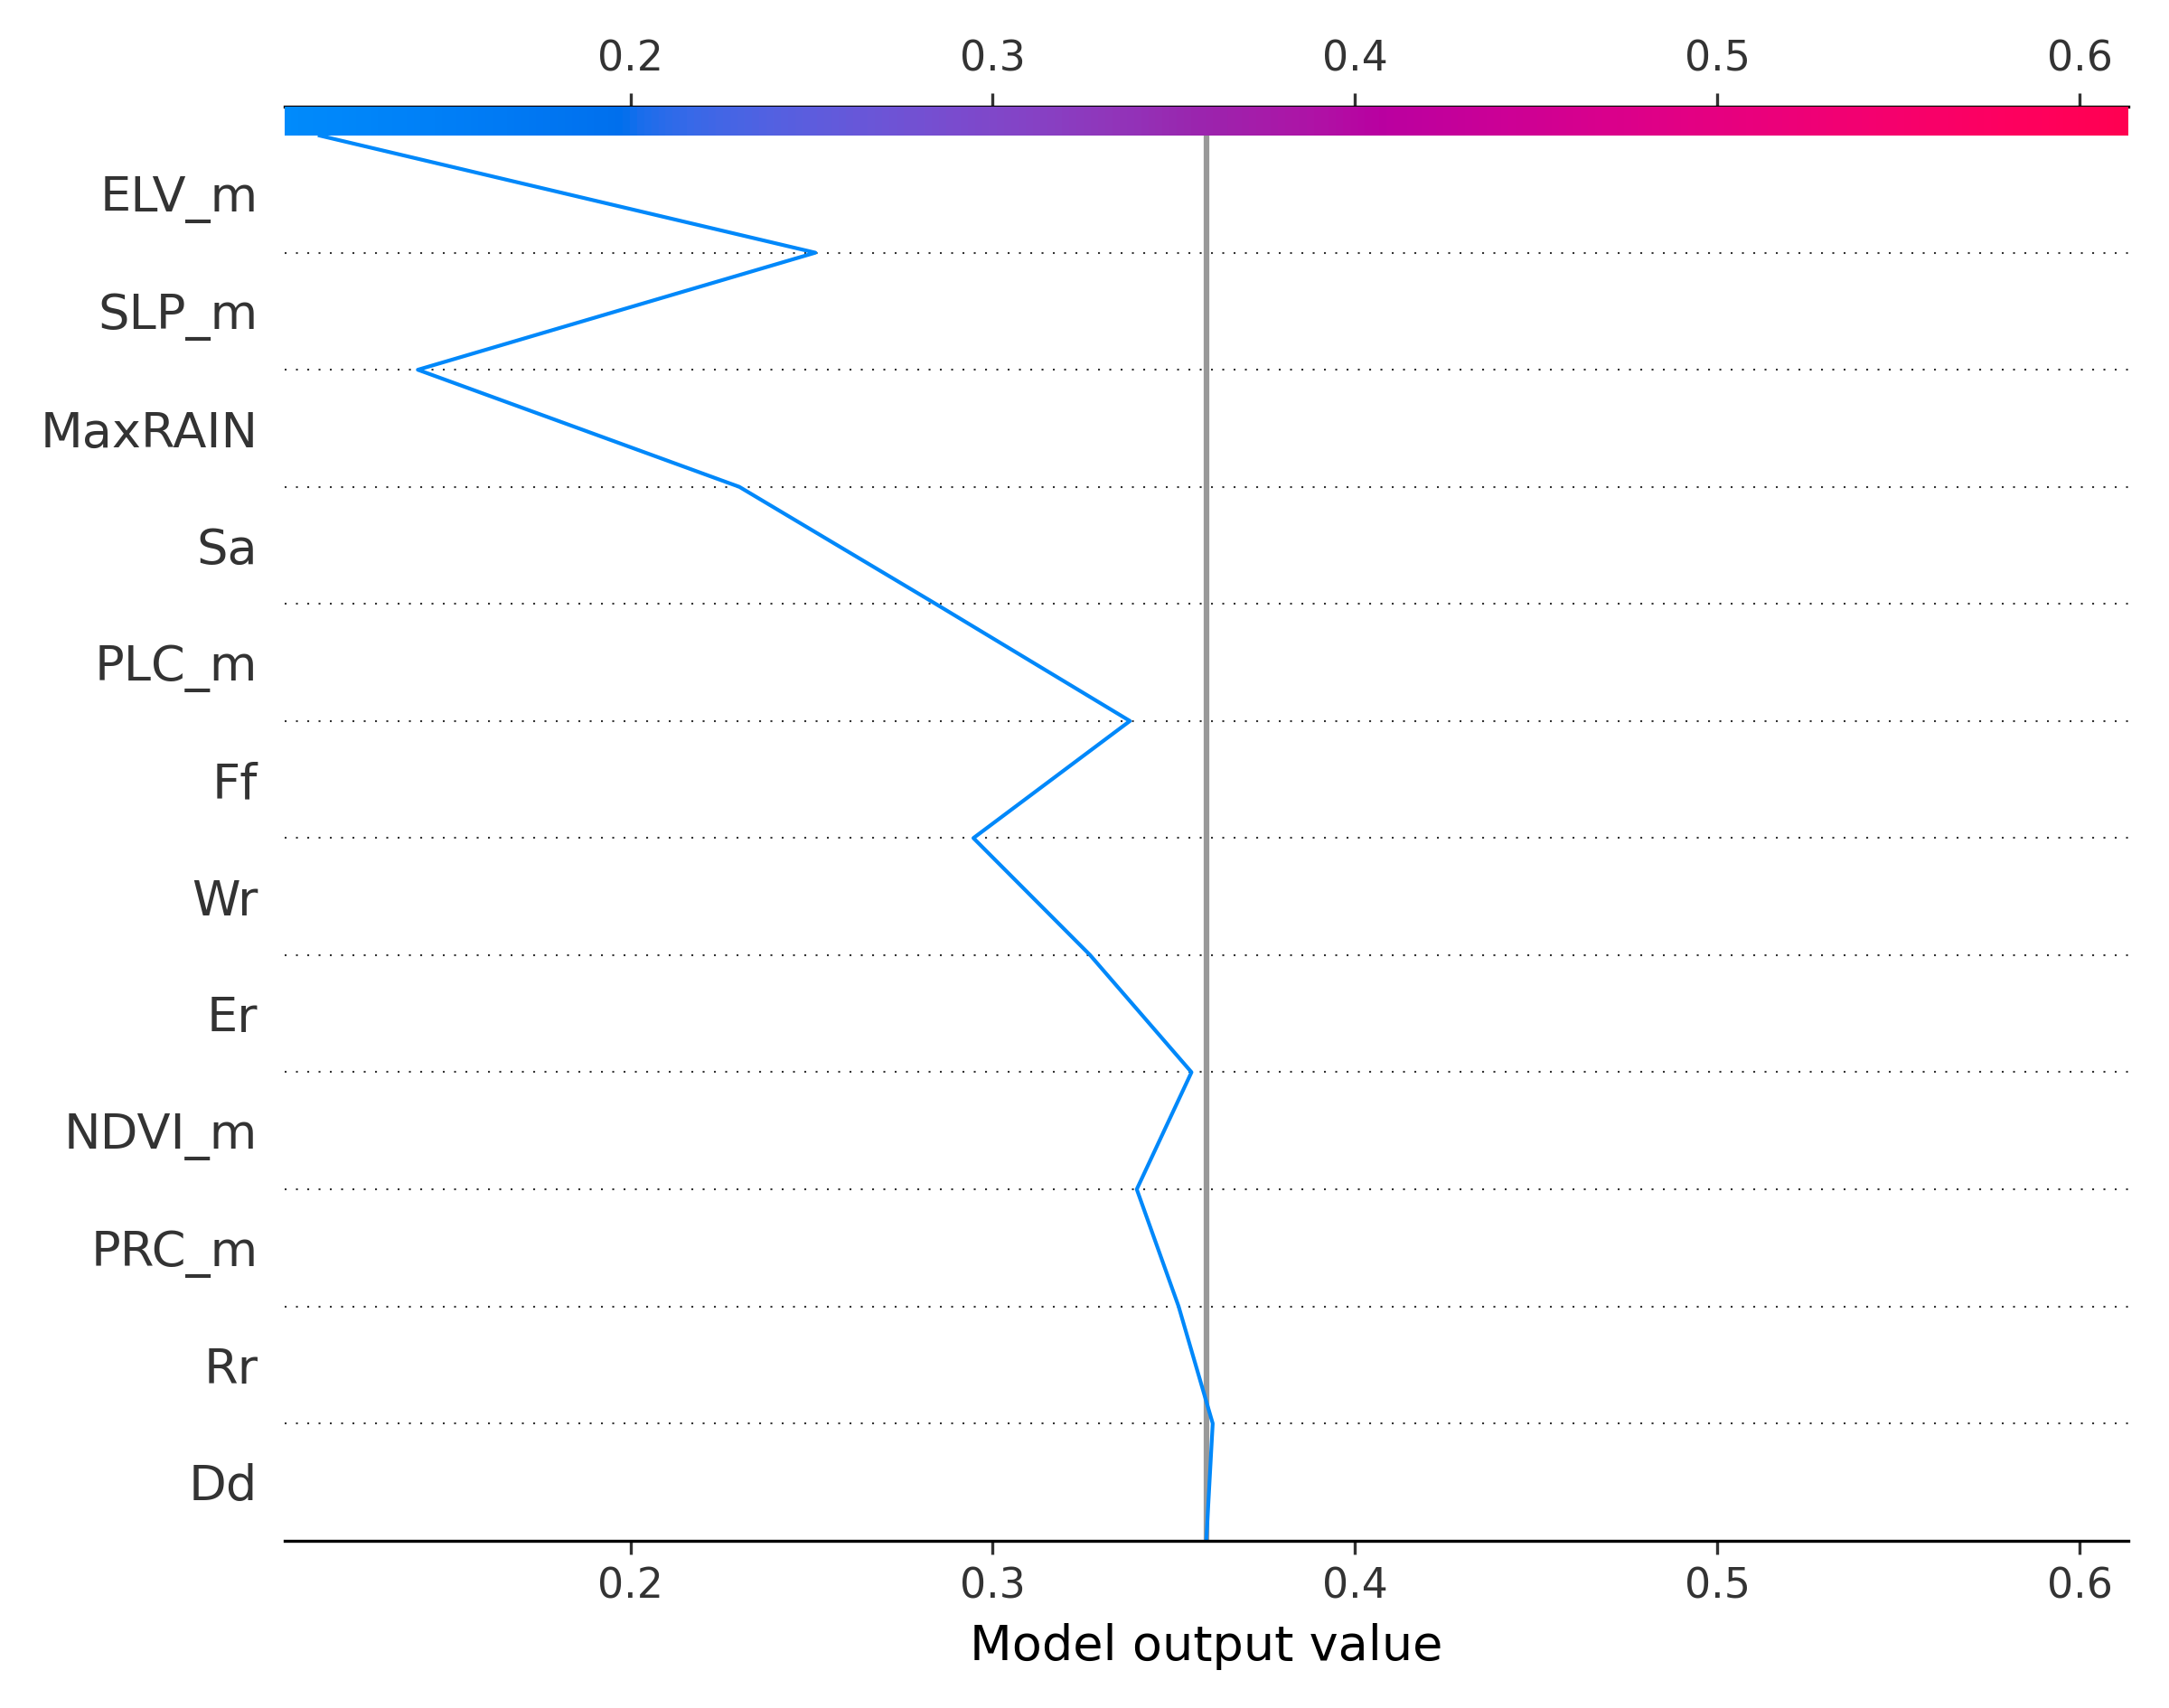 0.2 0.3 0.4 0.5 0.6
ELV_m
SLP_m
MaxRAIN
Sa
PLC_m
Ff
Wr
Er
NDVI_m
PRC_m
Rr
Dd
0.2 0.3 0.4 0.5 0.6
Model output value